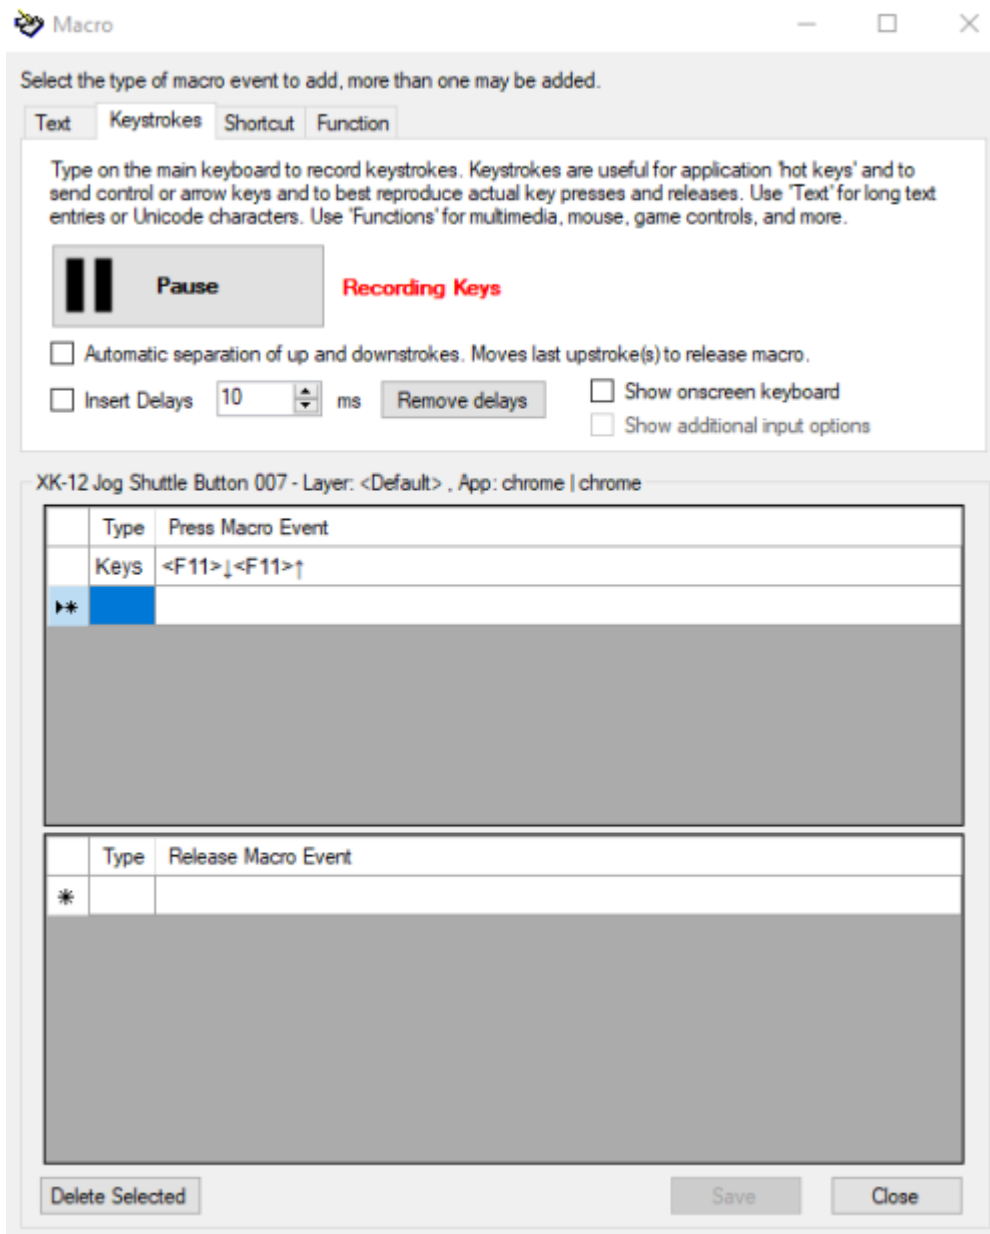 Macro
Select the type of macro event to add, more than one may be added.
Text Keystrokes Shortcut Function
Type on the main keyboard to record keystrokes. Keystrokes are useful for application 'hot keys' and to
send control or arrow keys and to best reproduce actual key presses and releases. Use 'Text' for long text
entries or Unicode characters. Use 'Functions' for multimedia, mouse, game controls, and more.
Pause Recording Keys
Automatic separation of up and downstrokes. Moves last upstroke(s) to release macro.
Insert Delays 10 ms Remove delays Show onscreen keyboard
Show additional input options
XK-12 Jog Shuttle Button 007 - Layer: <Default> , App: chrome | chrome
Type Press Macro Event
Keys <F11>↓<F11>↑
Type Release Macro Event
Delete Selected Save Close